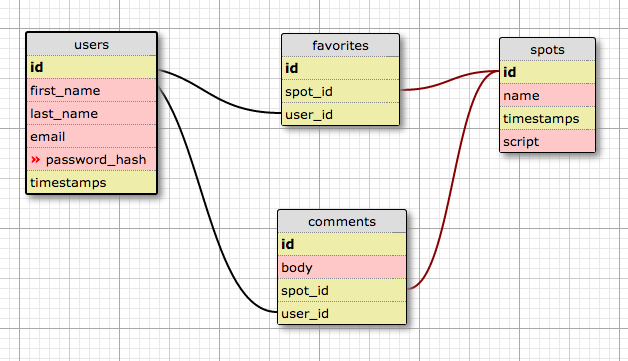 users
id
first_name
last_name
email
» password_hash
timestamps
favorites
id
spot_id
user_id
spots
id
name
timestamps
script
comments
id
body
spot_id
user_id